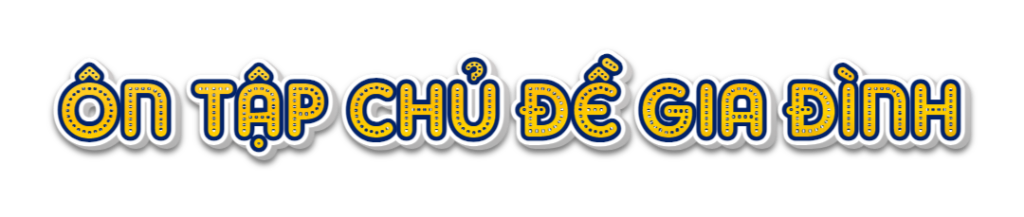 ÔN TẬP CHỦ ĐỀ GIA ĐÌNH